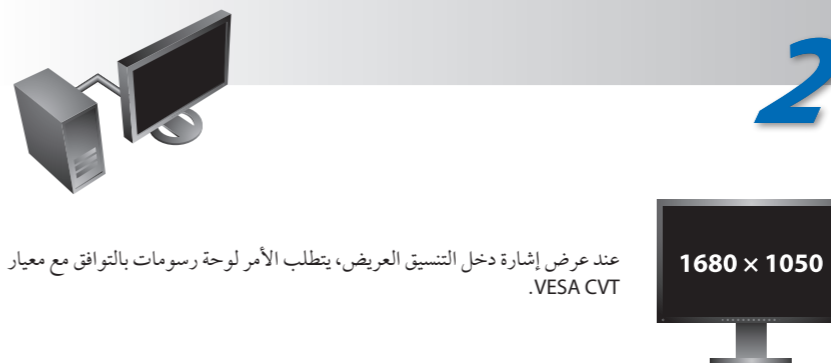 2
1680 × 1050
عند عرض إشارة دخل التنسيق العريض، يتطلب الأمر لوحة رسومات بالتوافق مع معيار
VESA CVT.